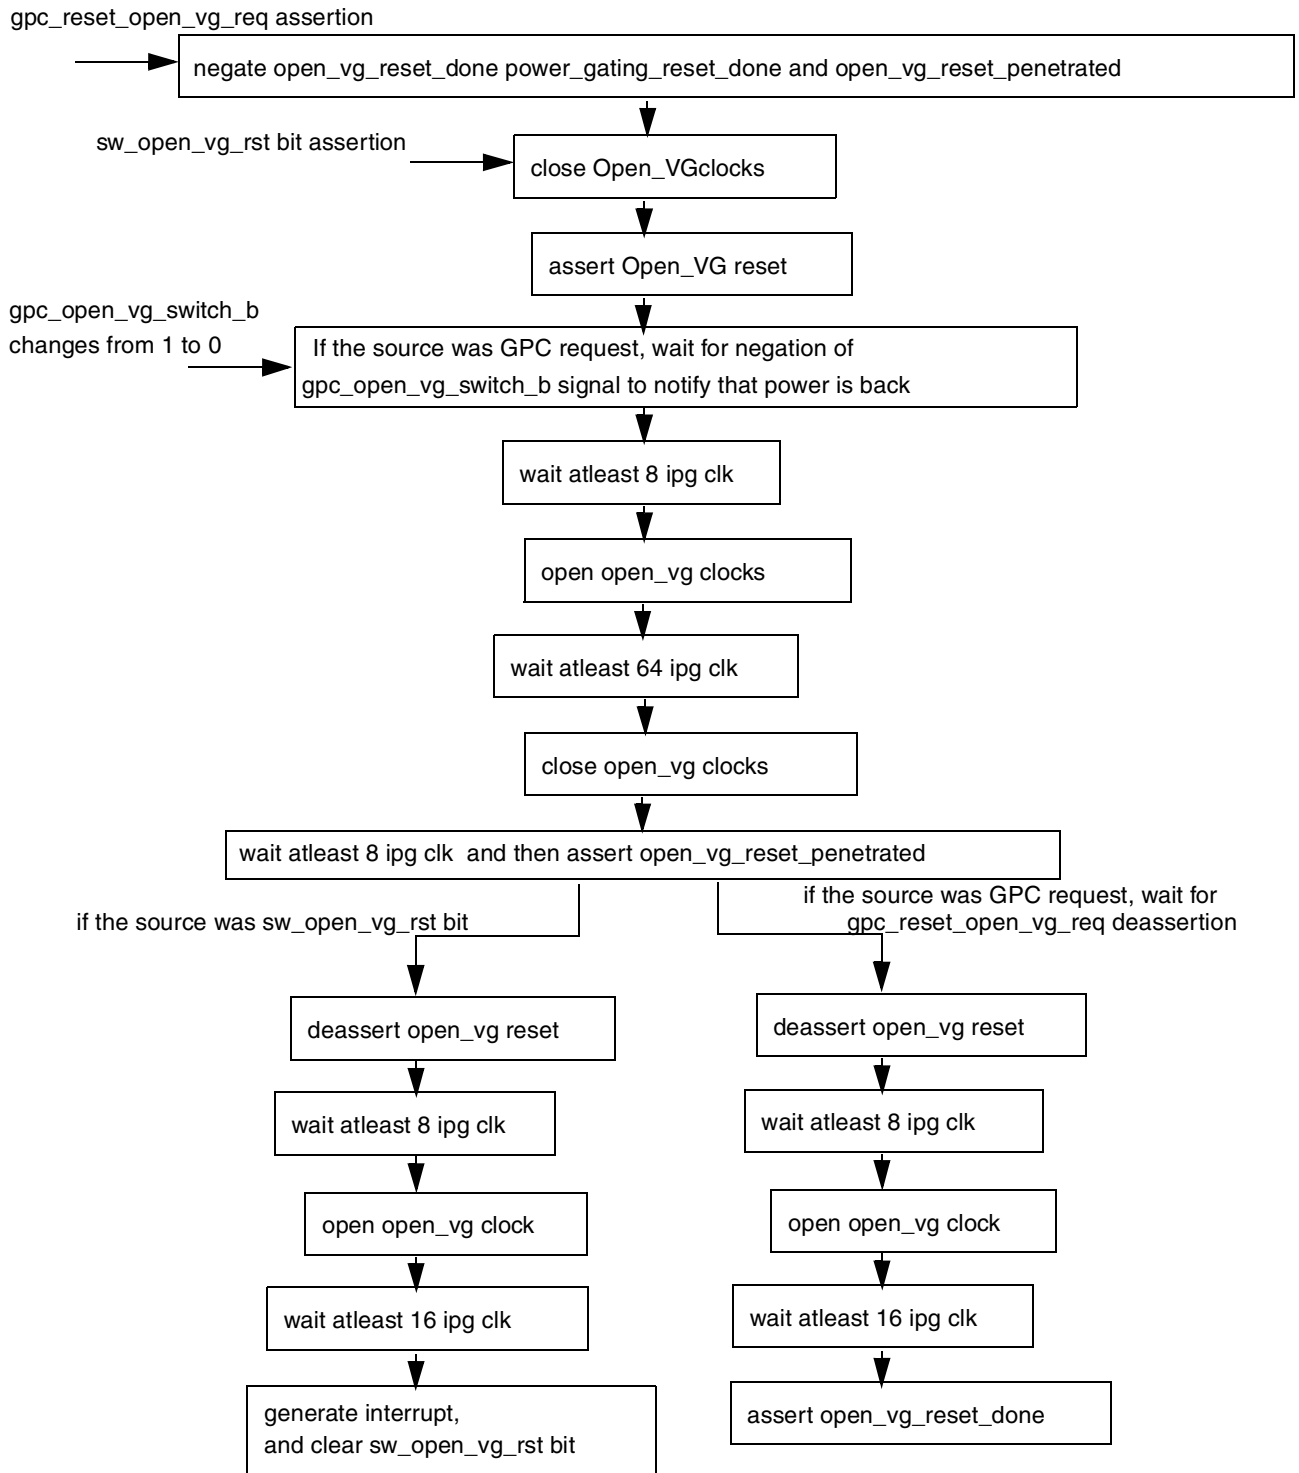 gpc_reset_open_vg_req assertion
negate open_vg_reset_done power_gating_reset_done and open_vg_reset_penetrated
sw_open_vg_rst bit assertion
close Open_VGclocks
assert Open_VG reset
gpc_open_vg_switch_b
changes from 1 to 0
If the source was GPC request, wait for negation of
gpc_open_vg_switch_b signal to notify that power is back
wait atleast 8 ipg clk
open open_vg clocks
wait atleast 64 ipg clk
close open_vg clocks
wait atleast 8 ipg clk  and then assert open_vg_reset_penetrated
if the source was sw_open_vg_rst bit
if the source was GPC request, wait for
gpc_reset_open_vg_req deassertion
deassert open_vg reset
wait atleast 8 ipg clk
open open_vg clock
wait atleast 16 ipg clk
generate interrupt,
and clear sw_open_vg_rst bit
deassert open_vg reset
wait atleast 8 ipg clk
open open_vg clock
wait atleast 16 ipg clk
assert open_vg_reset_done